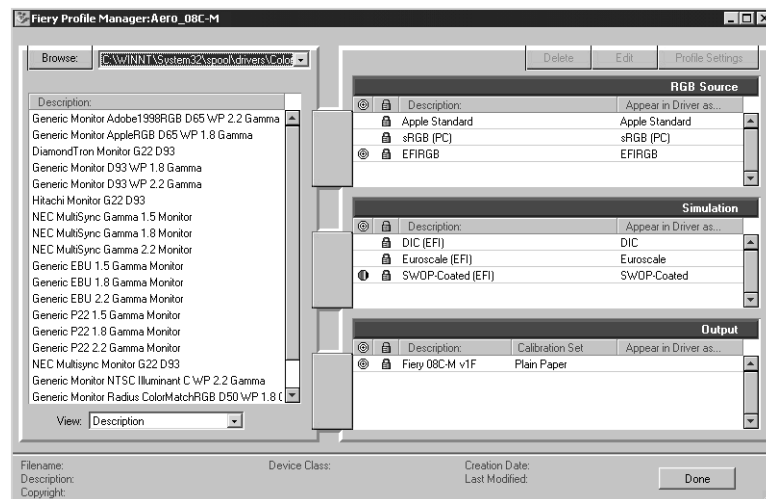 Fiery Profile Manager:Aero_08C-M
Browse: C:\WINNT\System32\spool\drivers\Color
Delete Edit Profile Settings
Description:
Generic Monitor Adobe1998RGB D65 WP 2.2 Gamma
Generic Monitor AppleRGB D65 WP 1.8 Gamma
DiamondTron Monitor G22 D93
Generic Monitor D93 WP 1.8 Gamma
Generic Monitor D93 WP 2.2 Gamma
Hitachi Monitor G22 D93
NEC MultiSync Gamma 1.5 Monitor
NEC MultiSync Gamma 1.8 Monitor
NEC MultiSync Gamma 2.2 Monitor
Generic EBU 1.5 Gamma Monitor
Generic EBU 1.8 Gamma Monitor
Generic EBU 2.2 Gamma Monitor
Generic P22 1.5 Gamma Monitor
Generic P22 1.8 Gamma Monitor
Generic P22 2.2 Gamma Monitor
NEC Multisync Monitor G22 D93
Generic Monitor NTSC Illuminant C WP 2.2 Gamma
Generic Monitor Radius ColorMatchRGB D50 WP 1.8 (
View: Description
RGB Source
Description: Appear in Driver as...
Apple Standard Apple Standard
sRGB (PC) sRGB (PC)
EFIRGB EFIRGB
Simulation
Description: Appear in Driver as...
DIC (EFI) DIC
Euroscale (EFI) Euroscale
SWOP-Coated (EFI) SWOP-Coated
Output
Description: Calibration Set Appear in Driver as...
Fiery 08C-M v1F Plain Paper
Filename: Device Class: Creation Date:
Description: Last Modified:
Copyright:
Done